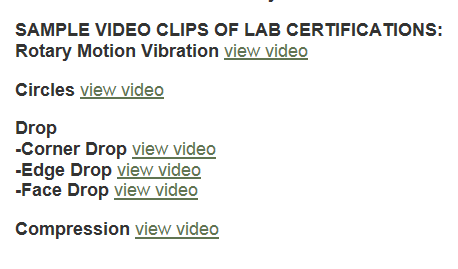 SAMPLE VIDEO CLIPS OF LAB CERTIFICATIONS:
Rotary Motion Vibration view video
Circles view video
Drop
-Corner Drop view video
-Edge Drop view video
-Face Drop view video
Compression view video